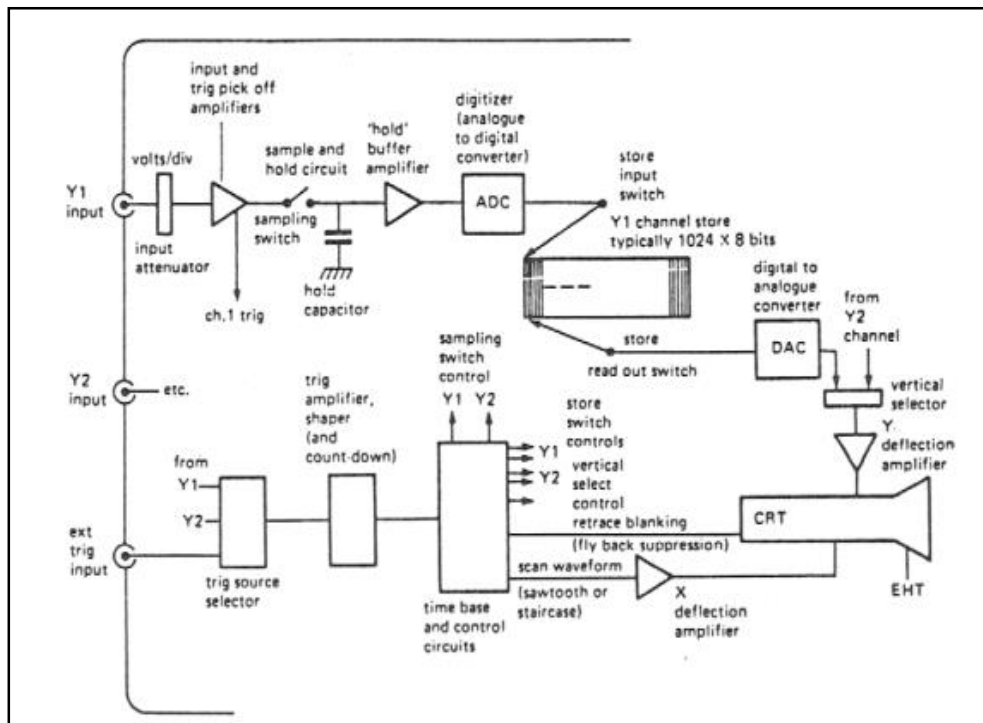 input and
trig pick off
amplifiers
volts/div
Y1
input
input
attenuator
ch.1 trig
sample and
hold circuit
sampling
switch
hold
capacitor
'hold'
buffer
amplifier
digitizer
(analogue
to digital
converter)
ADC
store
input
switch
Y1 channel store
typically 1024 X 8 bits
digital to
analogue
converter
DAC
from
Y2
channel
store
read out switch
vertical
selector
Y
deflection
amplifier
Y2
input
etc.
sampling
switch
control
Y1 Y2
trig
amplifier,
shaper
(and
count-down)
store
switch
controls
Y1
Y2
vertical
select
control
from
Y1
Y2
ext
trig
input
trig source
selector
retrace blanking
(fly back suppression)
CRT
EHT
scan waveform
(sawtooth or
staircase)
X
deflection
amplifier
time base
and control
circuits